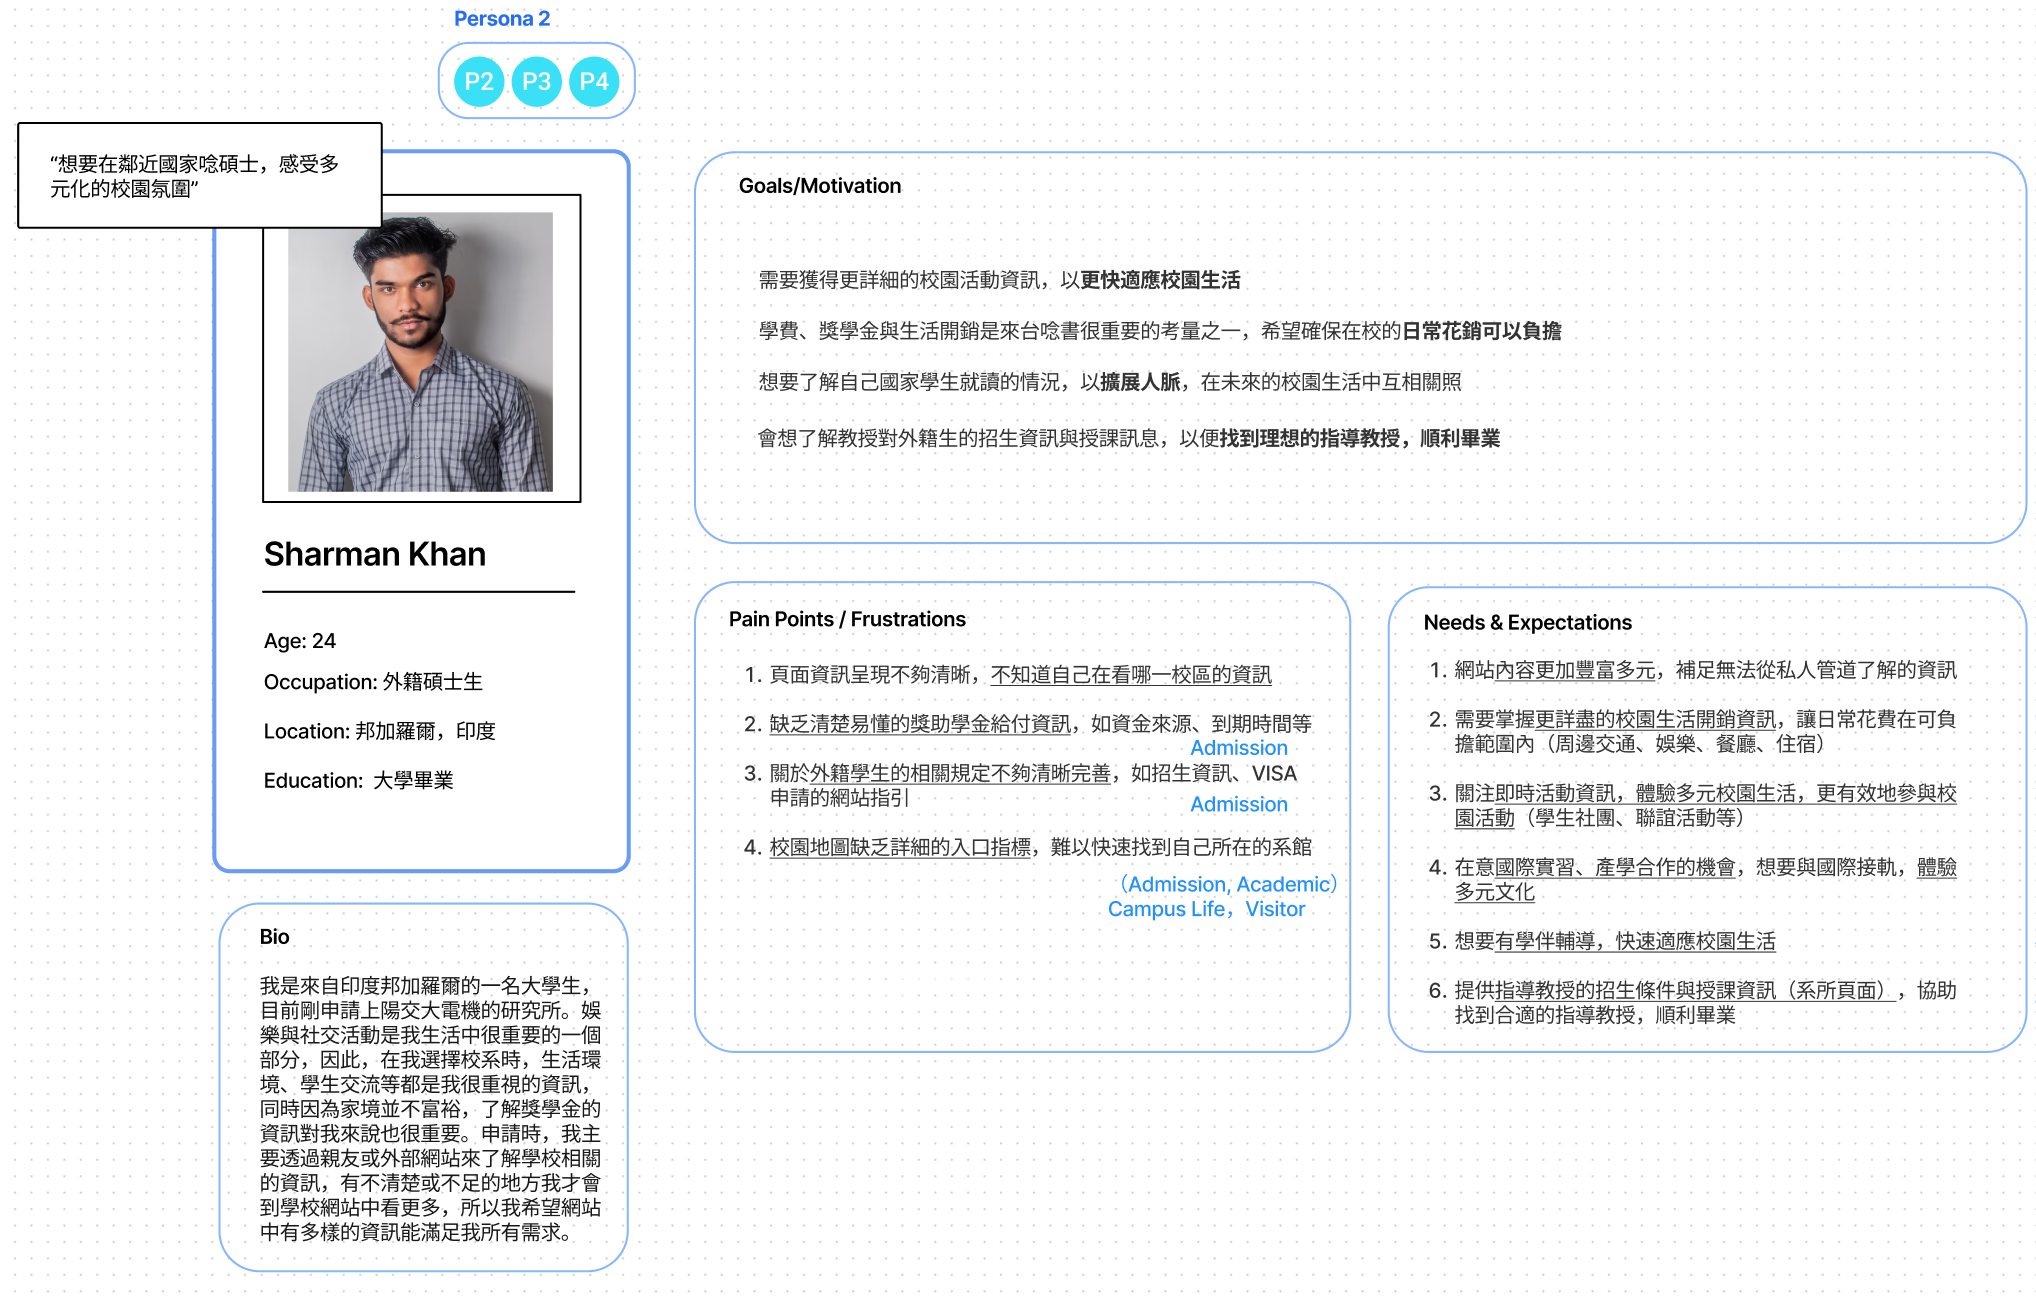 Persona 2
P2 P3 P4
“想要在鄰近國家唸碩士，感受多
元化的校園氛圍”
Sharman Khan
Age: 24
Occupation: 外籍碩士生
Location: 邦加羅爾，印度
Education: 大學畢業
Bio
我是來自印度邦加羅爾的一名大學生，
目前剛申請上陽交大電機的研究所。娛
樂與社交活動是我生活中很重要的一個
部分，因此，在我選擇校系時，生活環
境、學生交流等都是我很重視的資訊，
同時因為家境並不富裕，了解獎學金的
資訊對我來說也很重要。申請時，我主
要透過親友或外部網站來了解學校相關
的資訊，有不清楚或不足的地方我才會
到學校網站中看更多，所以我希望網站
中有多樣的資訊能滿足我所有需求。
Goals/Motivation
需要獲得更詳細的校園活動資訊，以更快適應校園生活
學費、獎學金與生活開銷是來台唸書很重要的考量之一，希望確保在校的日常花銷可以負擔
想要了解自己國家學生就讀的情況，以擴展人脈，在未來的校園生活中互相關照
會想了解教授對外籍生的招生資訊與授課訊息，以便找到理想的指導教授，順利畢業
Pain Points / Frustrations
1. 頁面資訊呈現不夠清晰，不知道自己在看哪一校區的資訊
2. 缺乏清楚易懂的獎助學金給付資訊，如資金來源、到期時間等
Admission
3. 關於外籍學生的相關規定不夠清晰完善，如招生資訊、VISA
申請的網站指引
Admission
4. 校園地圖缺乏詳細的入口指標，難以快速找到自己所在的系館
（Admission, Academic）
Campus Life，Visitor
Needs & Expectations
1. 網站內容更加豐富多元，補足無法從私人管道了解的資訊
2. 需要掌握更詳盡的校園生活開銷資訊，讓日常花費在可負
擔範圍內（周邊交通、娛樂、餐廳、住宿）
3. 關注即時活動資訊，體驗多元校園生活，更有效地參與校
園活動（學生社團、聯誼活動等）
4. 在意國際實習、產學合作的機會，想要與國際接軌，體驗
多元文化
5. 想要有學伴輔導，快速適應校園生活
6. 提供指導教授的招生條件與授課資訊（系所頁面），協助
找到合適的指導教授，順利畢業